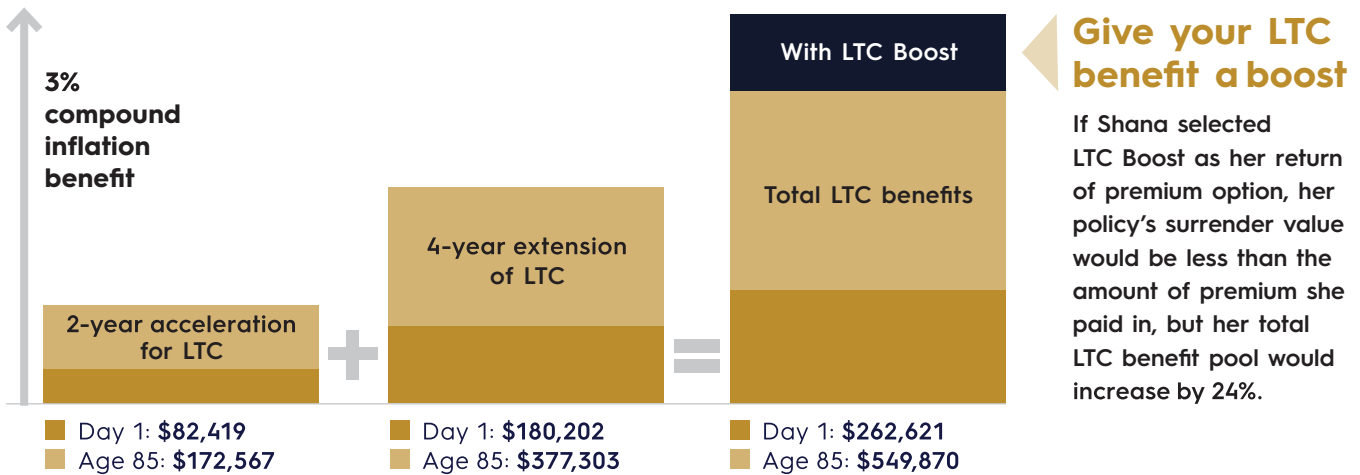 3%
compound
inflation
benefit
2-year acceleration
for LTC
4-year extension
of LTC
With LTC Boost
Total LTC benefits
Day 1: $82,419
Age 85: $172,567
Day 1: $180,202
Age 85: $377,303
Day 1: $262,621
Age 85: $549,870
Give your LTC
benefit a boost
If Shana selected
LTC Boost as her return
of premium option, her
policy's surrender value
would be less than the
amount of premium she
paid in, but her total
LTC benefit pool would
increase by 24%.